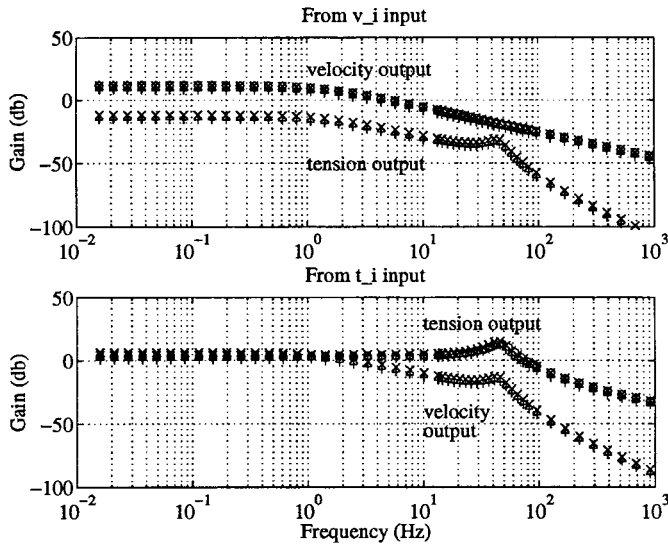 From v_i input
50
0
−50
−100
Gain (db)
velocity output
tension output
10^-2
10^-1
10^0
10^1
10^2
10^3
From t_i input
50
0
−50
−100
Gain (db)
tension output
velocity
output
10^-2
10^-1
10^0
10^1
10^2
10^3
Frequency (Hz)